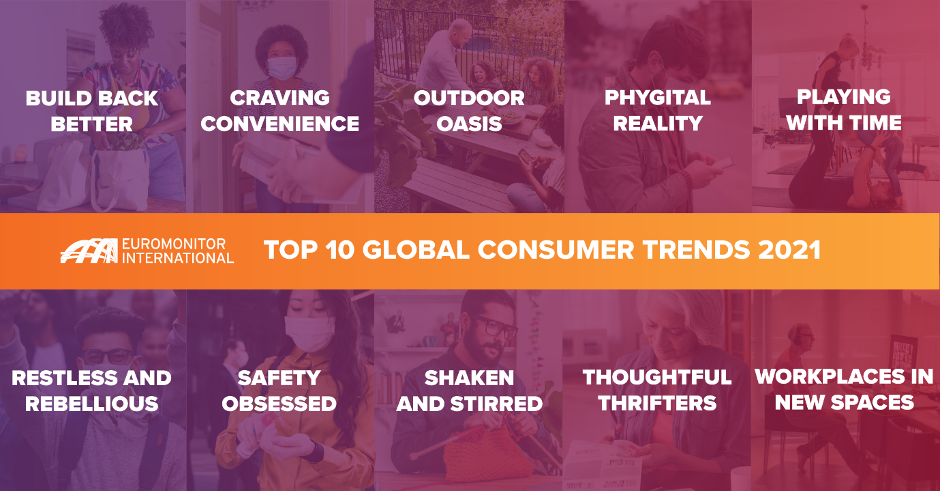 BUILD BACK
BETTER
CRAVING
CONVENIENCE
OUTDOOR
OASIS
PHYGITAL
REALITY
PLAYING
WITH TIME
EUROMONITOR
INTERNATIONAL
TOP 10 GLOBAL CONSUMER TRENDS 2021
RESTLESS AND
REBELLIOUS
SAFETY
OBSESSED
SHAKEN
AND STIRRED
THOUGHTFUL
THRIFTERS
WORKPLACES IN
NEW SPACES